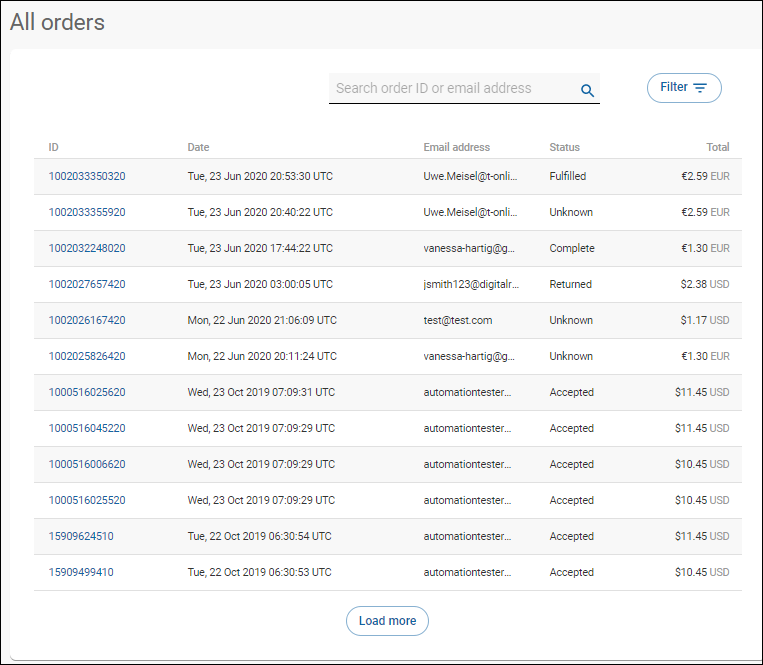 All orders
Search order ID or email address
Filter
ID Date Email address Status Total
1002033350320 Tue, 23 Jun 2020 20:53:30 UTC Uwe.Meisel@t-onli... Fulfilled €2.59 EUR
1002033355920 Tue, 23 Jun 2020 20:40:22 UTC Uwe.Meisel@t-onli... Unknown €2.59 EUR
1002032248020 Tue, 23 Jun 2020 17:44:22 UTC vanessa-hartig@g... Complete €1.30 EUR
1002027657420 Tue, 23 Jun 2020 03:00:05 UTC jsmith123@digitalr... Returned $2.38 USD
1002026167420 Mon, 22 Jun 2020 21:06:09 UTC test@test.com Unknown $1.17 USD
1002025826420 Mon, 22 Jun 2020 20:11:24 UTC vanessa-hartig@g... Unknown €1.30 EUR
1000516025620 Wed, 23 Oct 2019 07:09:31 UTC automationtester... Accepted $11.45 USD
1000516045220 Wed, 23 Oct 2019 07:09:29 UTC automationtester... Accepted $11.45 USD
1000516006620 Wed, 23 Oct 2019 07:09:29 UTC automationtester... Accepted $10.45 USD
1000516025520 Wed, 23 Oct 2019 07:09:29 UTC automationtester... Accepted $10.45 USD
15909624510 Tue, 22 Oct 2019 06:30:54 UTC automationtester... Accepted $11.45 USD
15909499410 Tue, 22 Oct 2019 06:30:53 UTC automationtester... Accepted $10.45 USD
Load more